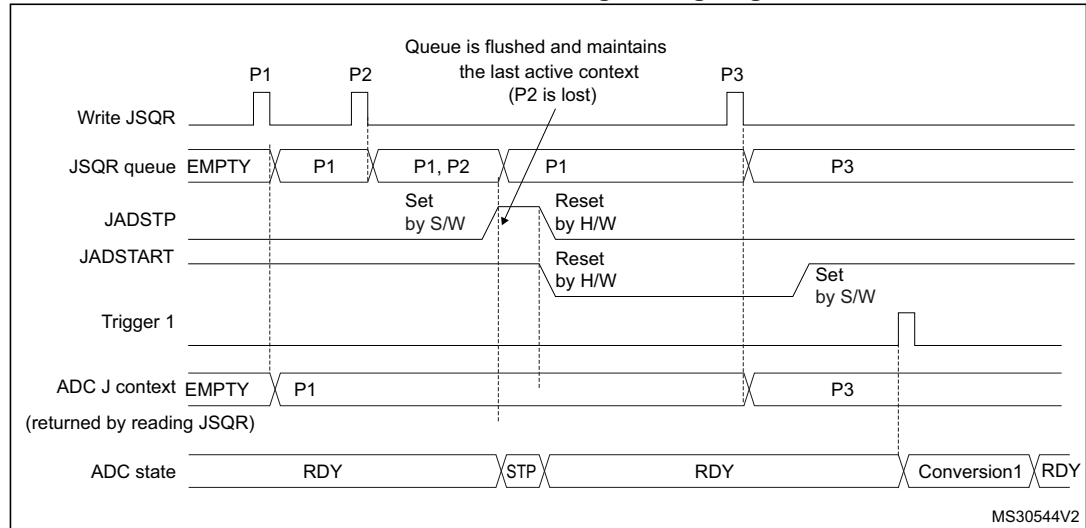 Queue is flushed and maintains
the last active context
(P2 is lost)
P1
P2
P3
Write JSQR
JSQR queue
EMPTY
P1
P1, P2
P1
P3
Set
by S/W
Reset
by H/W
JADSTP
JADSTART
Reset
by H/W
Set
by S/W
Trigger 1
ADC J context
EMPTY
P1
P3
(returned by reading JSQR)
ADC state
RDY
STP
RDY
Conversion1
RDY
MS30544V2